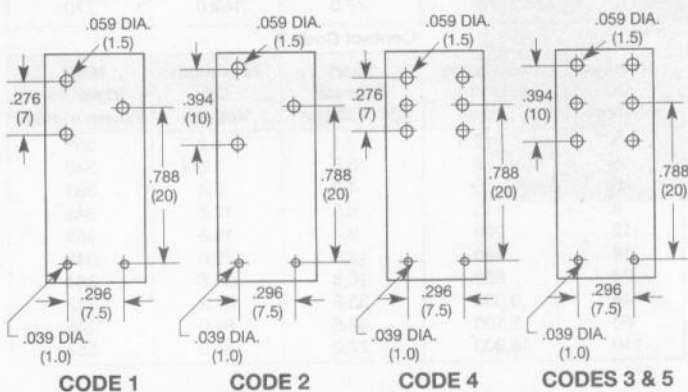 .059 DIA.
(1.5)
.276
(7)
.788
(20)
.296
(7.5)
.039 DIA.
(1.0)
CODE 1
.059 DIA.
(1.5)
.394
(10)
.788
(20)
.296
(7.5)
.039 DIA.
(1.0)
CODE 2
.059 DIA.
(1.5)
.276
(7)
.788
(20)
.296
(7.5)
.039 DIA.
(1.0)
CODE 4
.059 DIA.
(1.5)
.394
(10)
.788
(20)
.296
(7.5)
.039 DIA.
(1.0)
CODES 3 & 5